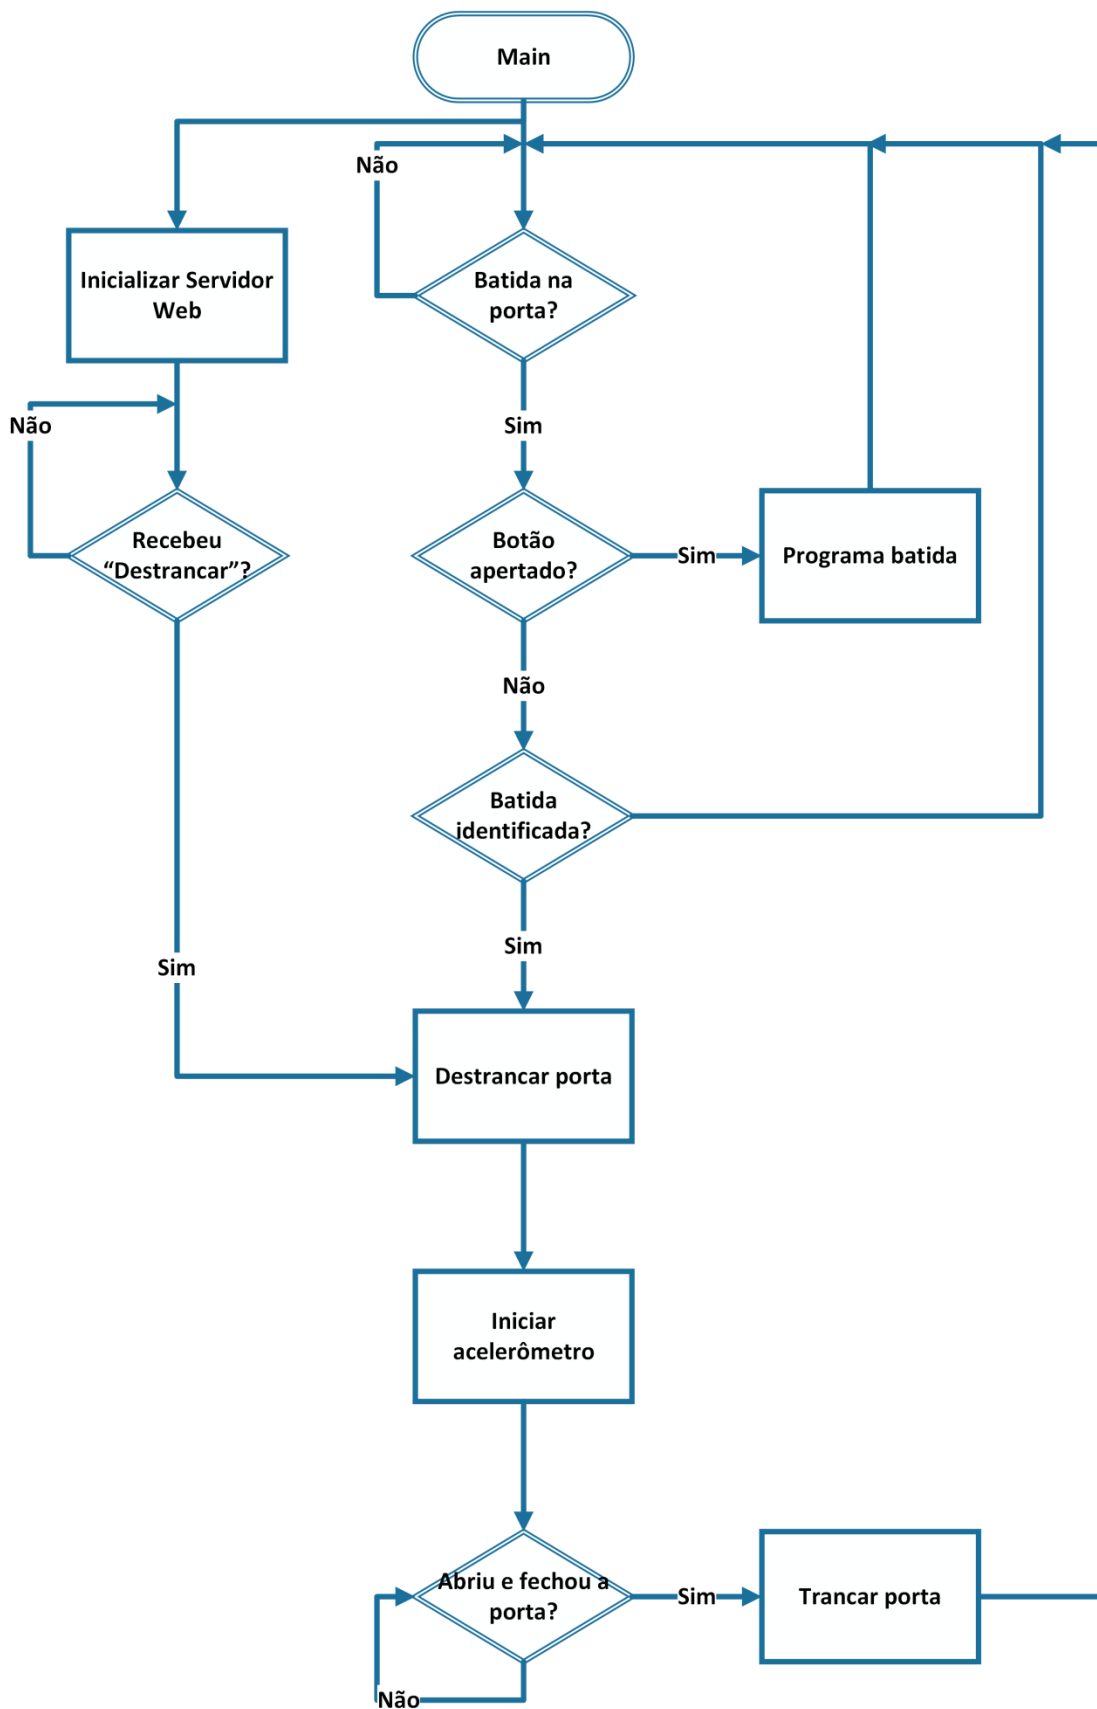 Main
Não
Inicializar Servidor
Web
Batida na
porta?
Não
Sim
Recebeu
“Destrancar”?
Botão
apertado?
Sim
Programa batida
Não
Batida
identificada?
Sim
Sim
Destrancar porta
Iniciar
acelerômetro
Abriu e fechou a
porta?
Sim
Trancar porta
Não